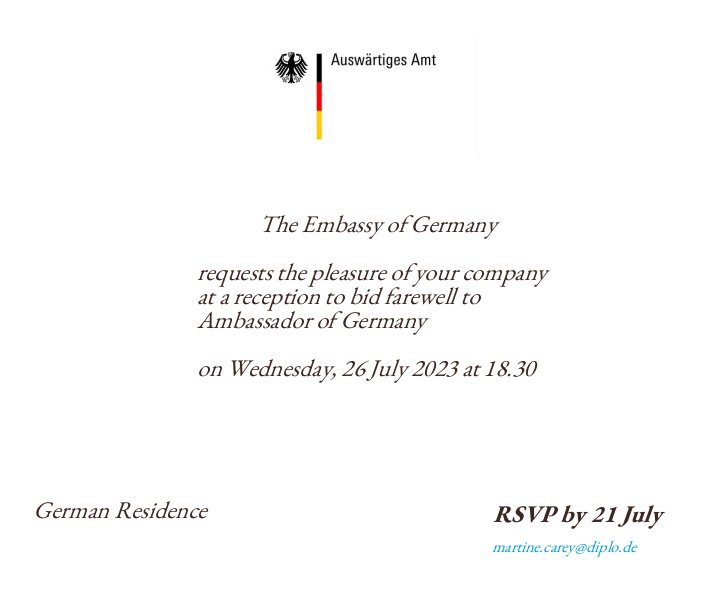 Auswärtiges Amt
The Embassy of Germany
requests the pleasure of your company
at a reception to bid farewell to
Ambassador of Germany
on Wednesday, 26 July 2023 at 18.30
German Residence
RSVP by 21 July
martine.carey@diplo.de